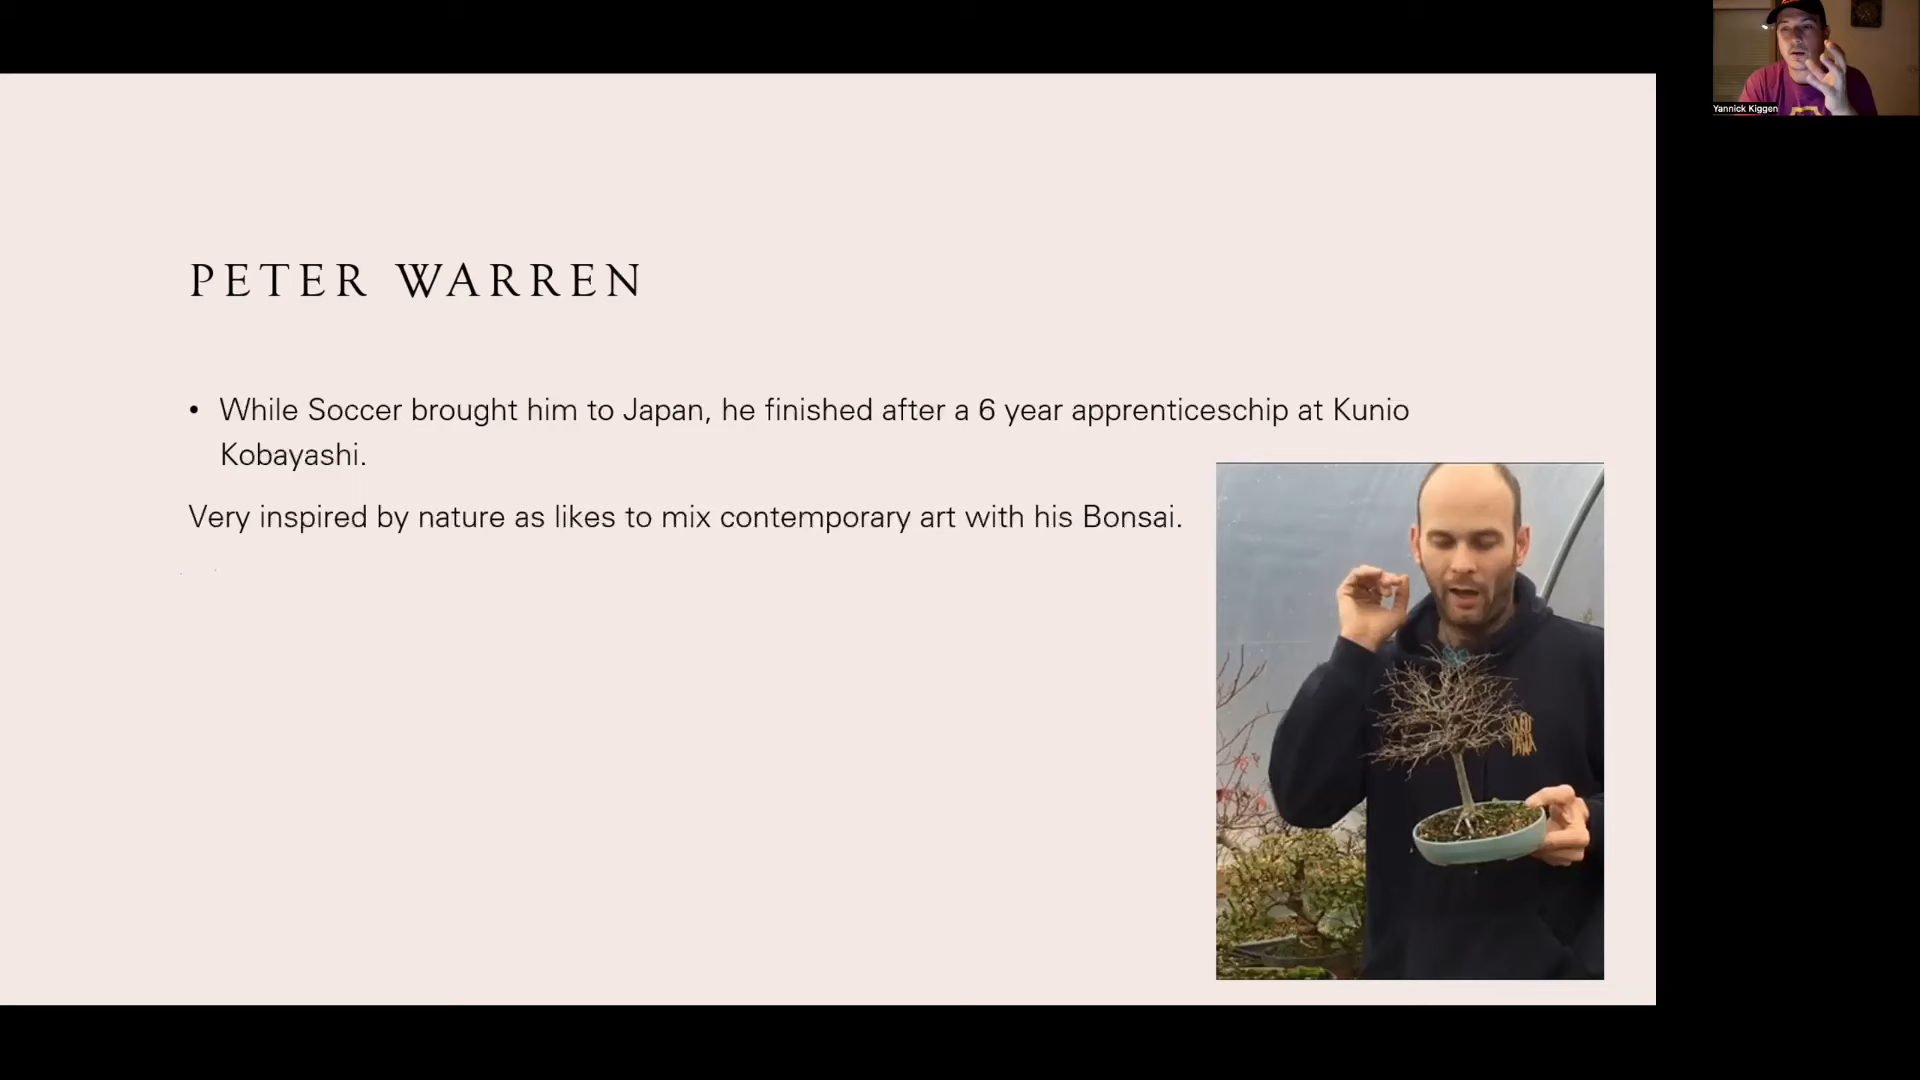 Yannick Kiggen
PETER WARREN
• While Soccer brought him to Japan, he finished after a 6 year apprenticeschip at Kunio
Kobayashi.
Very inspired by nature as likes to mix contemporary art with his Bonsai.